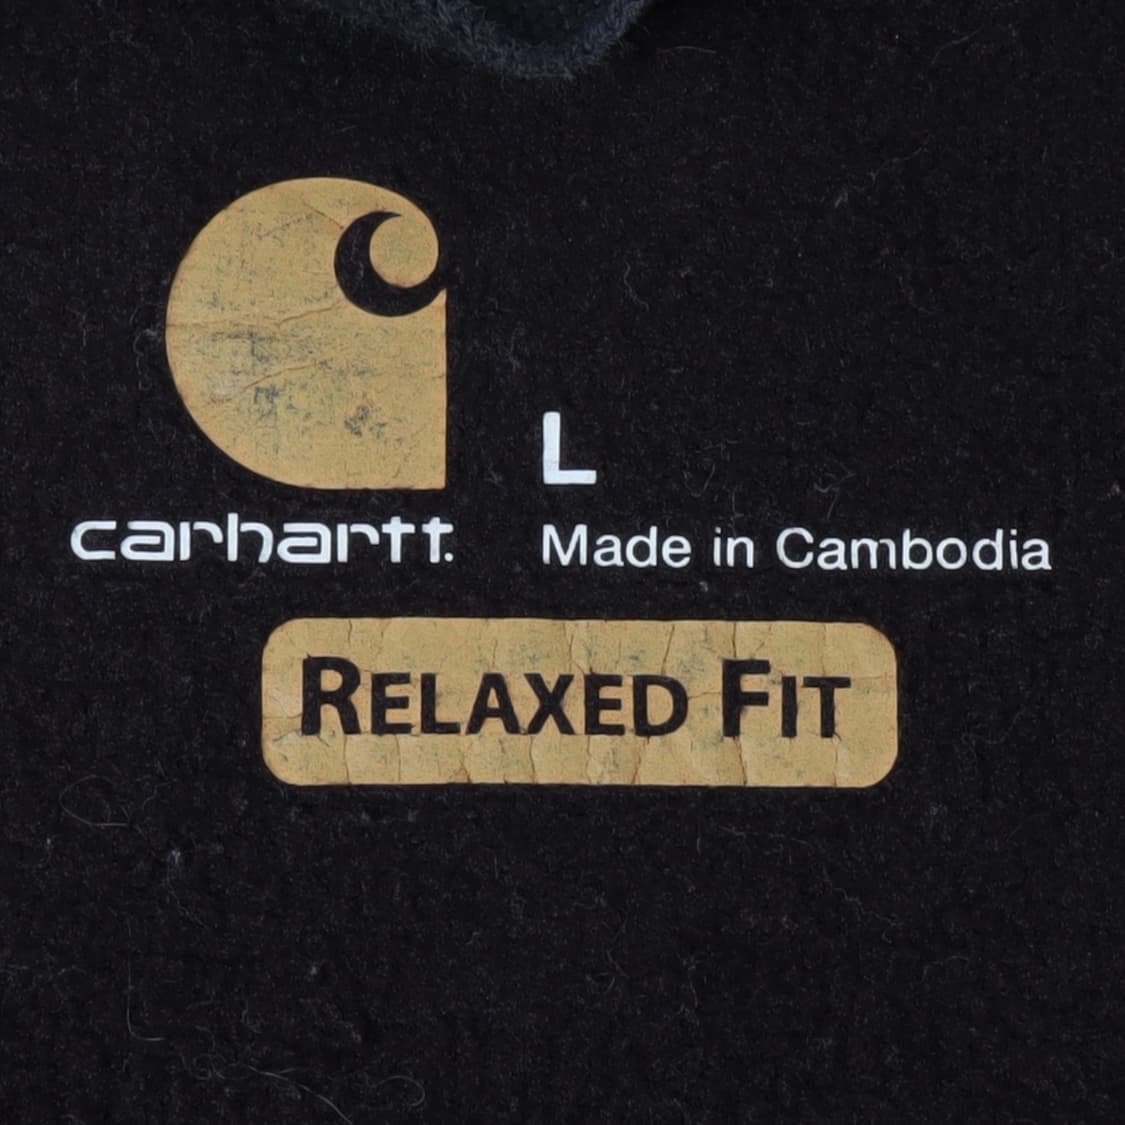 carhartt.
L
Made in Cambodia
RELAXED FIT